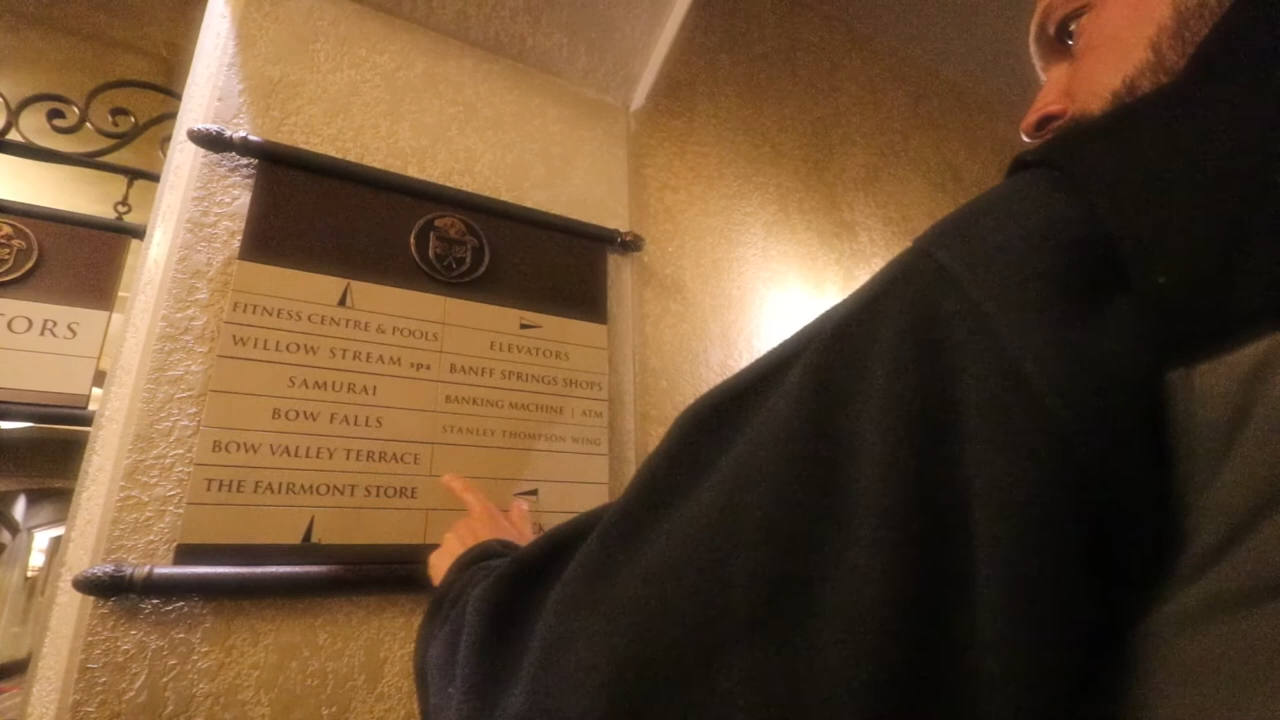 TORS
FITNESS CENTRE & POOLS
WILLOW STREAM spa
SAMURAI
BOW FALLS
BOW VALLEY TERRACE
THE FAIRMONT STORE
ELEVATORS
BANFF SPRINGS SHOPS
BANKING MACHINE | ATM
STANLEY THOMPSON WING